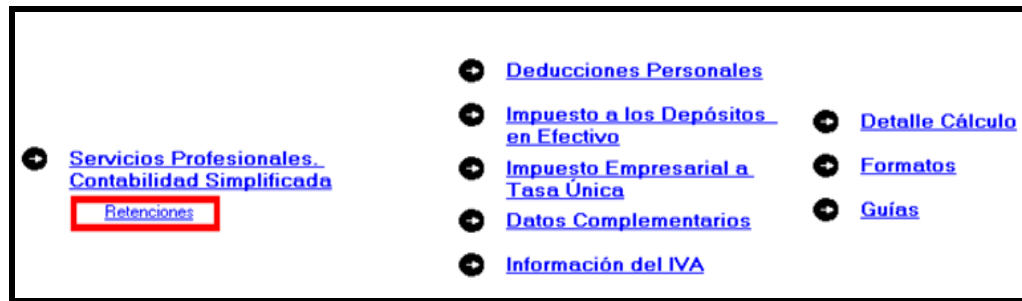 Servicios Profesionales.
Contabilidad Simplificada
Retenciones
Deducciones Personales
Impuesto a los Depósitos
en Efectivo
Impuesto Empresarial a
Tasa Única
Datos Complementarios
Información del IVA
Detalle Cálculo
Formatos
Guías